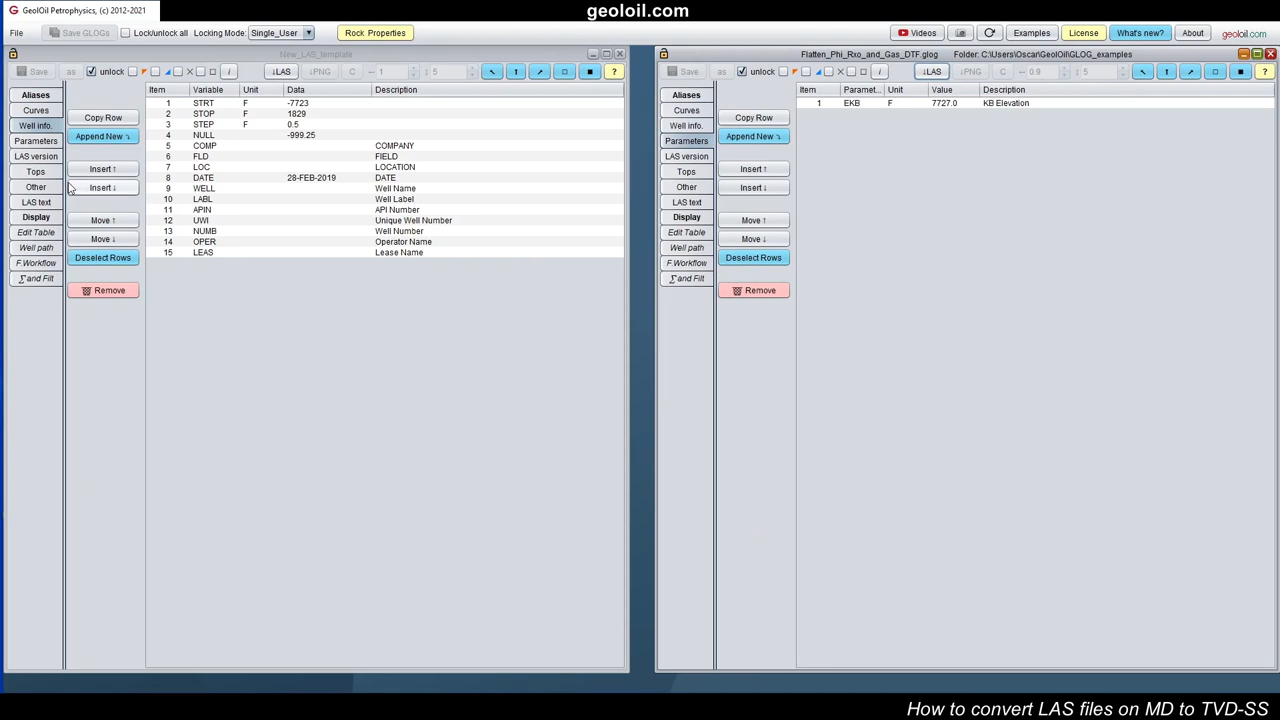 geoloil.com
GeolOil Petrophysics, (c) 2012-2021
File Save GLOGs Lock/unlock all Locking Mode: Single_User Rock Properties Videos Examples License What's new? About geoloil.com
New_LAS_template
Save as unlock i ↓LAS ↓PNG C 1 5 ?
Aliases
Curves
Well info.
Parameters
LAS version
Tops
Other
LAS text
Display
Edit Table
Well path
F.Workflow
∑and Filt
Copy Row
Append New
Insert ↑
Insert ↓
Move ↑
Move ↓
Deselect Rows
Remove
Item Variable Unit Data Description
1 STRT F -7723
2 STOP F 1829
3 STEP F 0.5
4 NULL -999.25
5 COMP COMPANY
6 FLD FIELD
7 LOC LOCATION
8 DATE 28-FEB-2019 DATE
9 WELL Well Name
10 LABL Well Label
11 APIN API Number
12 UWI Unique Well Number
13 NUMB Well Number
14 OPER Operator Name
15 LEAS Lease Name
Flatten_Phi_Rxo_and_Gas_DTF.glog Folder: C:\Users\Oscar\GeolOil\GLOG_examples
Save as unlock i ↓LAS ↓PNG C 0.9 5 ?
Aliases
Curves
Well info.
Parameters
LAS version
Tops
Other
LAS text
Display
Edit Table
Well path
F.Workflow
∑and Filt
Copy Row
Append New
Insert ↑
Insert ↓
Move ↑
Move ↓
Deselect Rows
Remove
Item Paramet... Unit Value Description
1 EKB F 7727.0 KB Elevation
How to convert LAS files on MD to TVD-SS